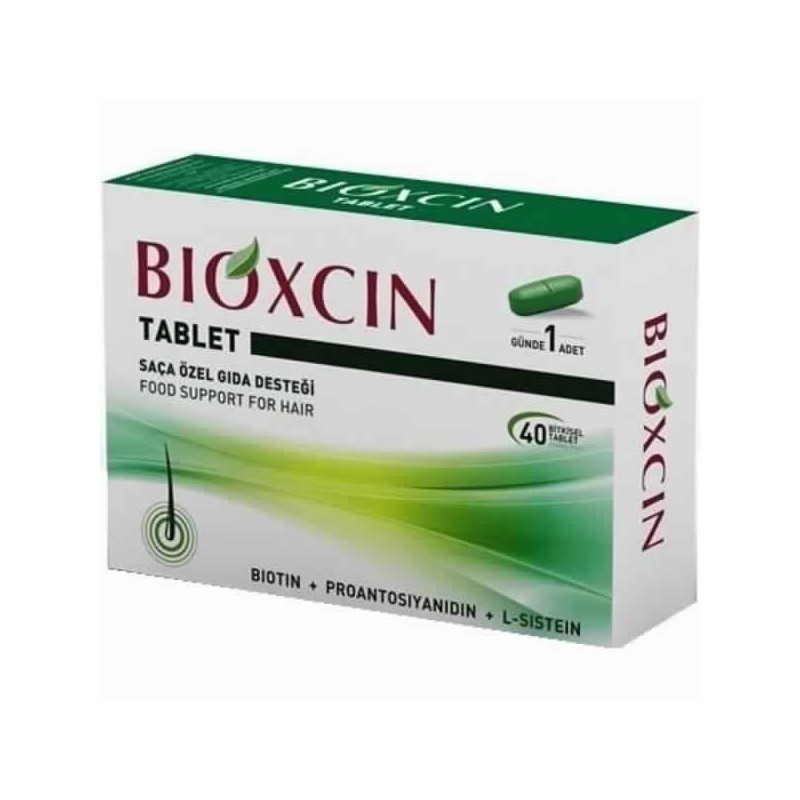 BIOXCIN
TABLET
BIOXCIN
TABLET
SAÇA ÖZEL GIDA DESTEĞİ
FOOD SUPPORT FOR HAIR
GÜNDE 1 ADET
40 BİTKİSEL
TABLET
BIOTIN + PROANTOSIYANIDIN + L-SISTEIN
BIOXCIN